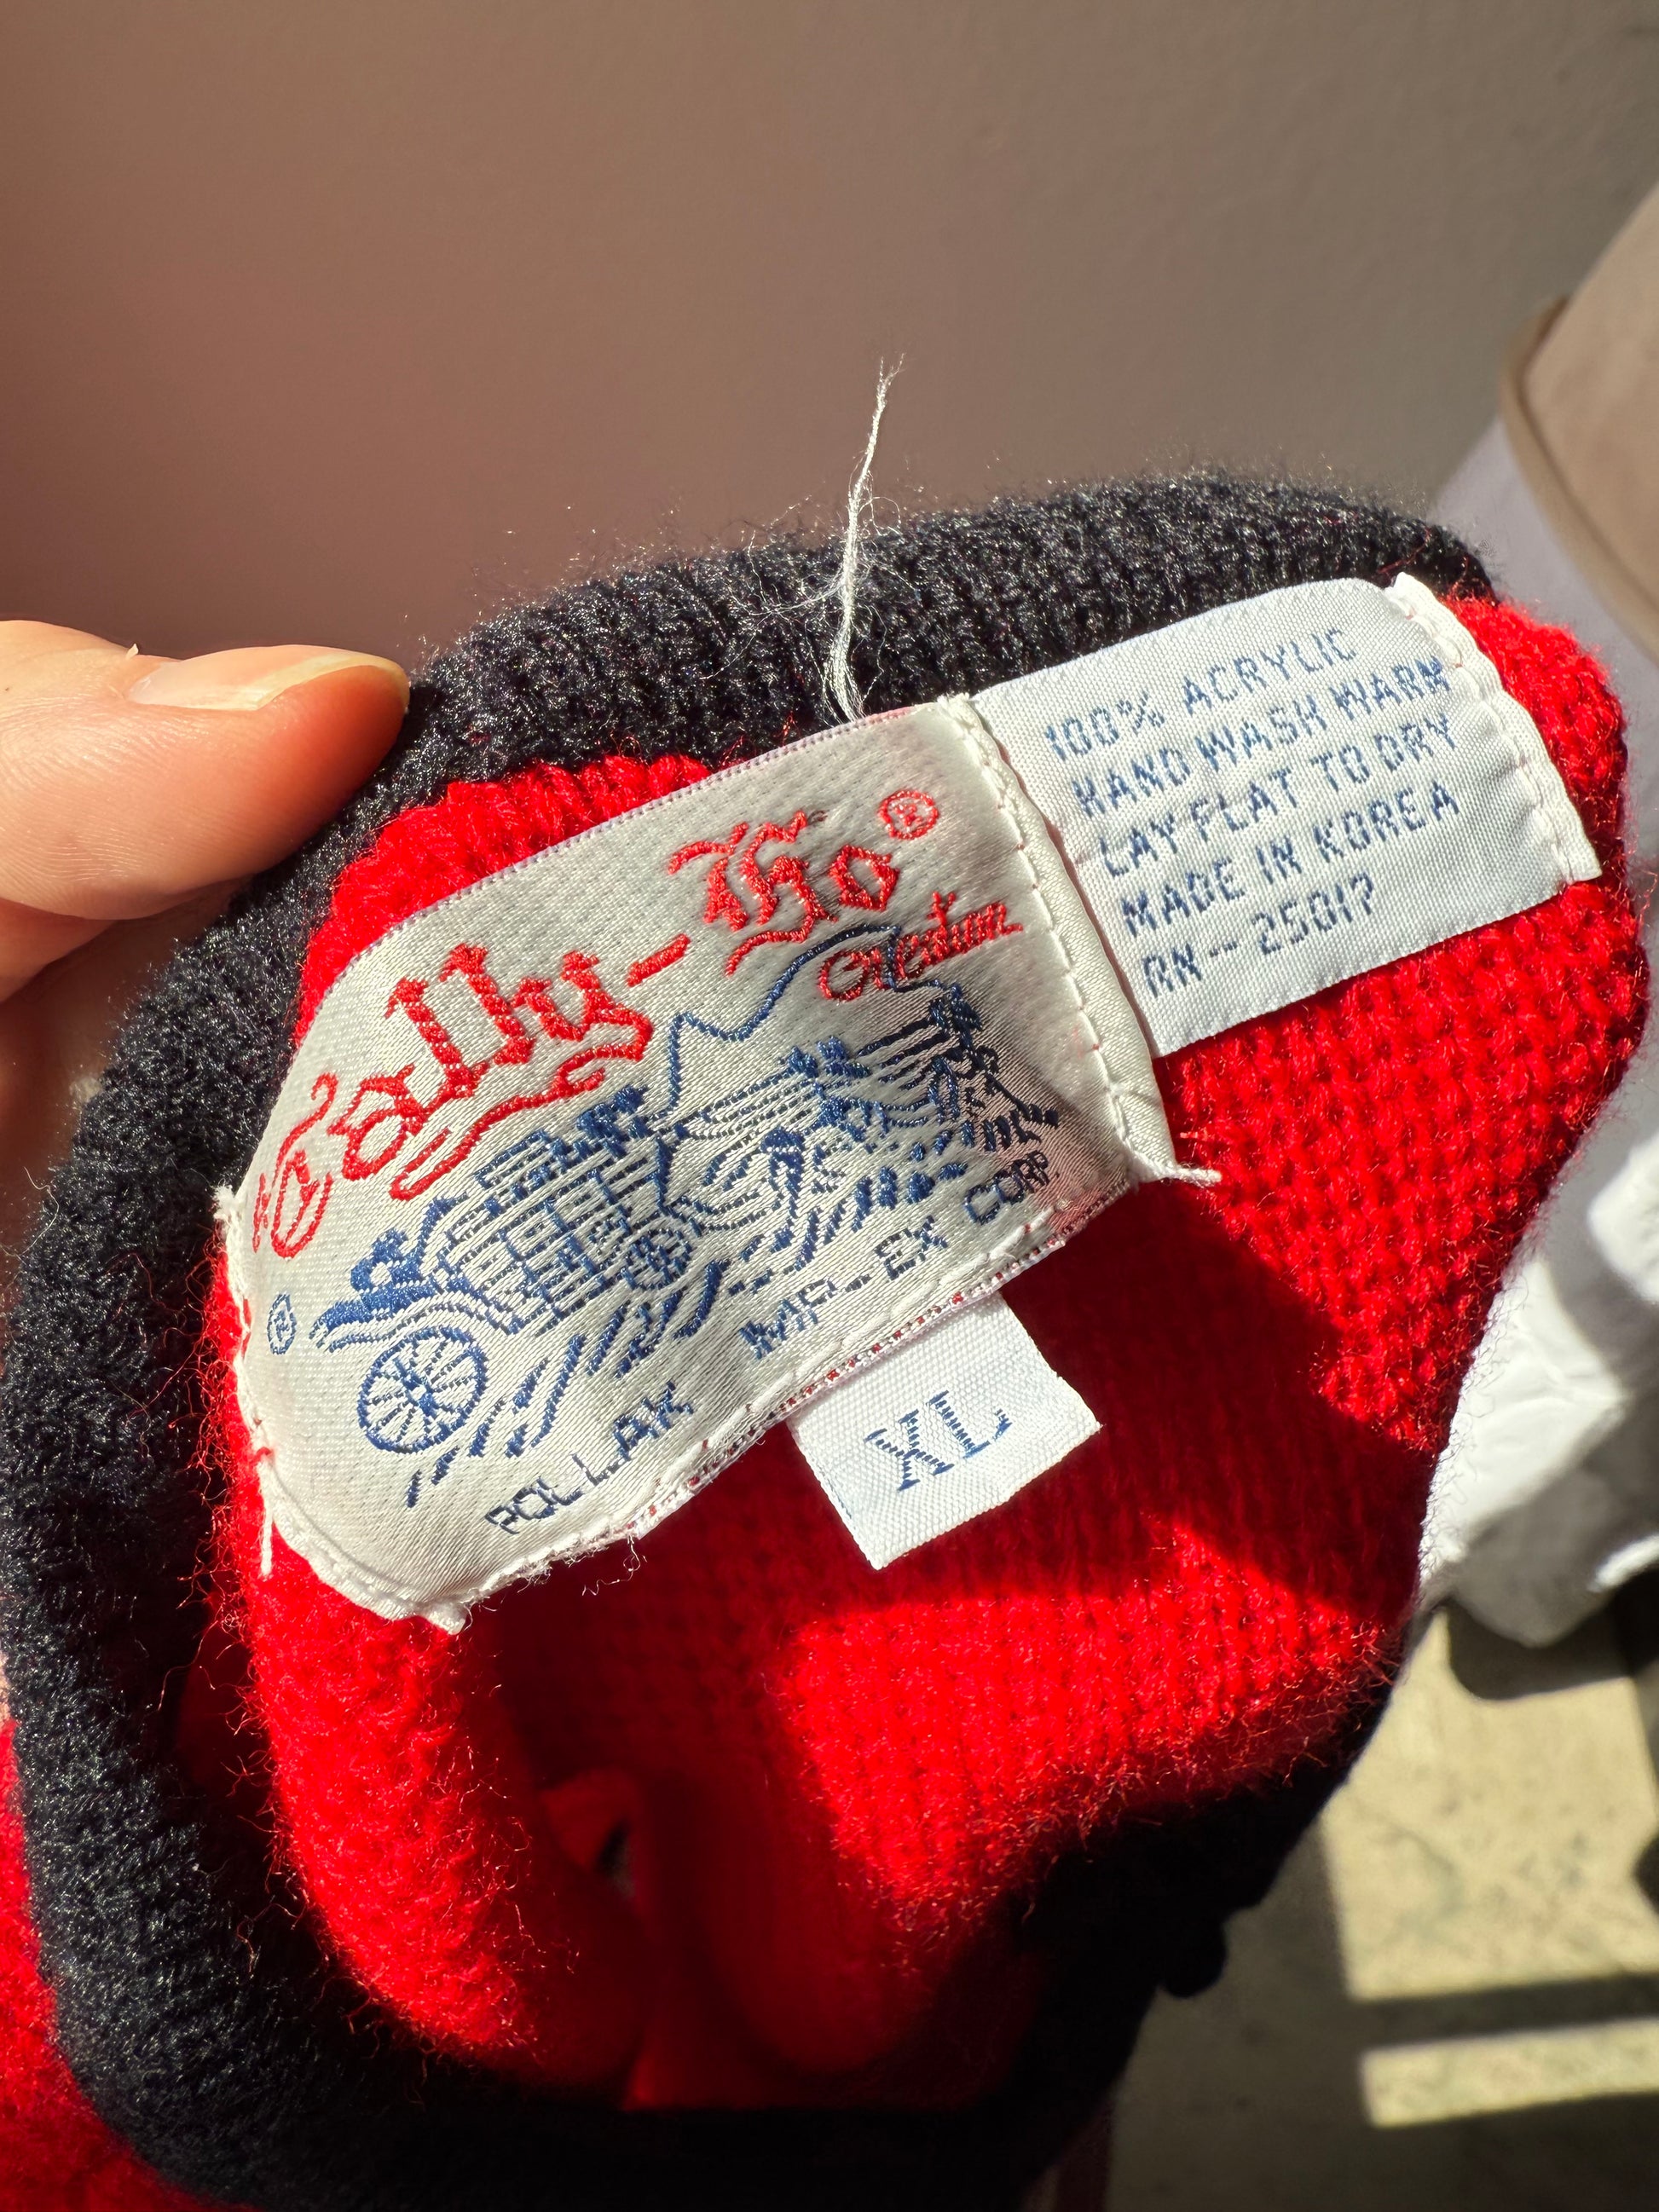 Tally-Ho®
Creation
®
POLLAK IMP-EX CORP.
XL
100% ACRYLIC
HAND WASH WARM
LAY FLAT TO DRY
MADE IN KOREA
RN-25017